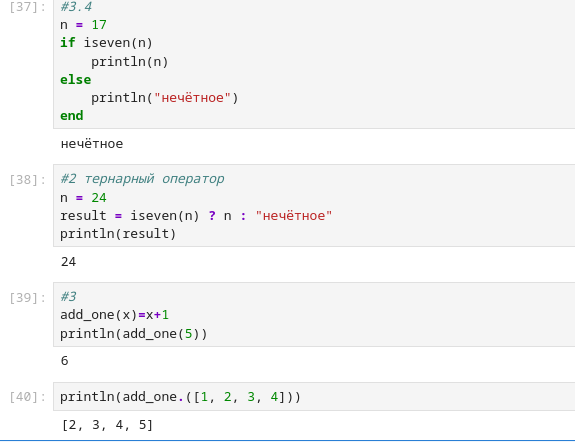 [37]: #3.4
n = 17
if iseven(n)
    println(n)
else
    println("нечётное")
end
нечётное
[38]: #2 тернарный оператор
n = 24
result = iseven(n) ? n : "нечётное"
println(result)
24
[39]: #3
add_one(x)=x+1
println(add_one(5))
6
[40]: println(add_one.([1, 2, 3, 4]))
[2, 3, 4, 5]